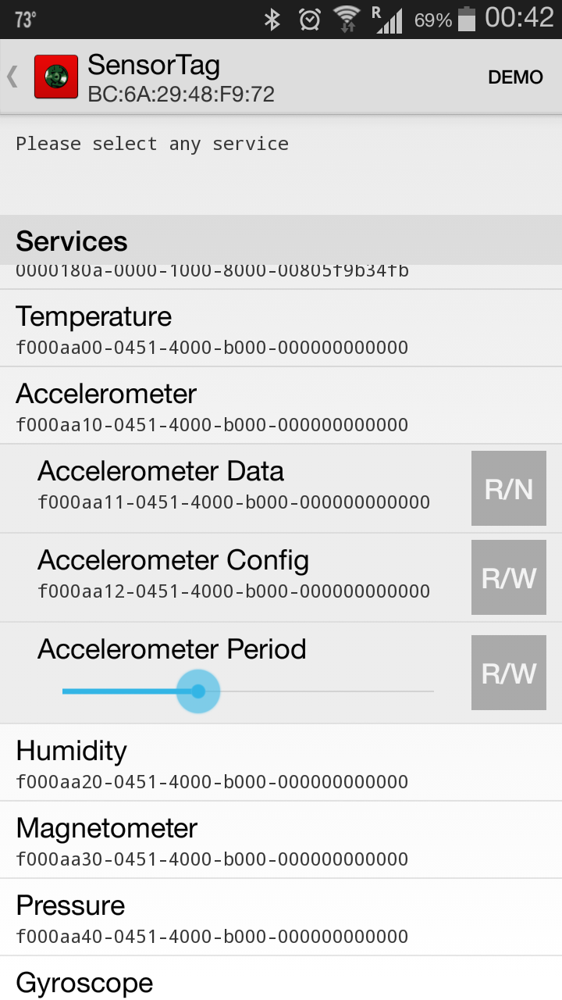 73°
R
69%
00:42
SensorTag
BC:6A:29:48:F9:72
DEMO
Please select any service
Services
0000180a-0000-1000-8000-00805f9b34fb
Temperature
f000aa00-0451-4000-b000-000000000000
Accelerometer
f000aa10-0451-4000-b000-000000000000
Accelerometer Data
f000aa11-0451-4000-b000-000000000000
R/N
Accelerometer Config
f000aa12-0451-4000-b000-000000000000
R/W
Accelerometer Period
R/W
Humidity
f000aa20-0451-4000-b000-000000000000
Magnetometer
f000aa30-0451-4000-b000-000000000000
Pressure
f000aa40-0451-4000-b000-000000000000
Gyroscope